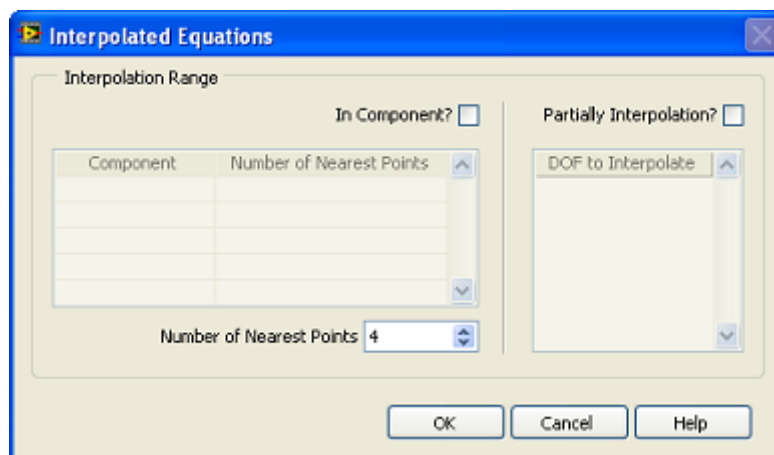 Interpolated Equations
Interpolation Range
In Component?
Partially Interpolation?
Component Number of Nearest Points
DOF to Interpolate
Number of Nearest Points 4
OK Cancel Help